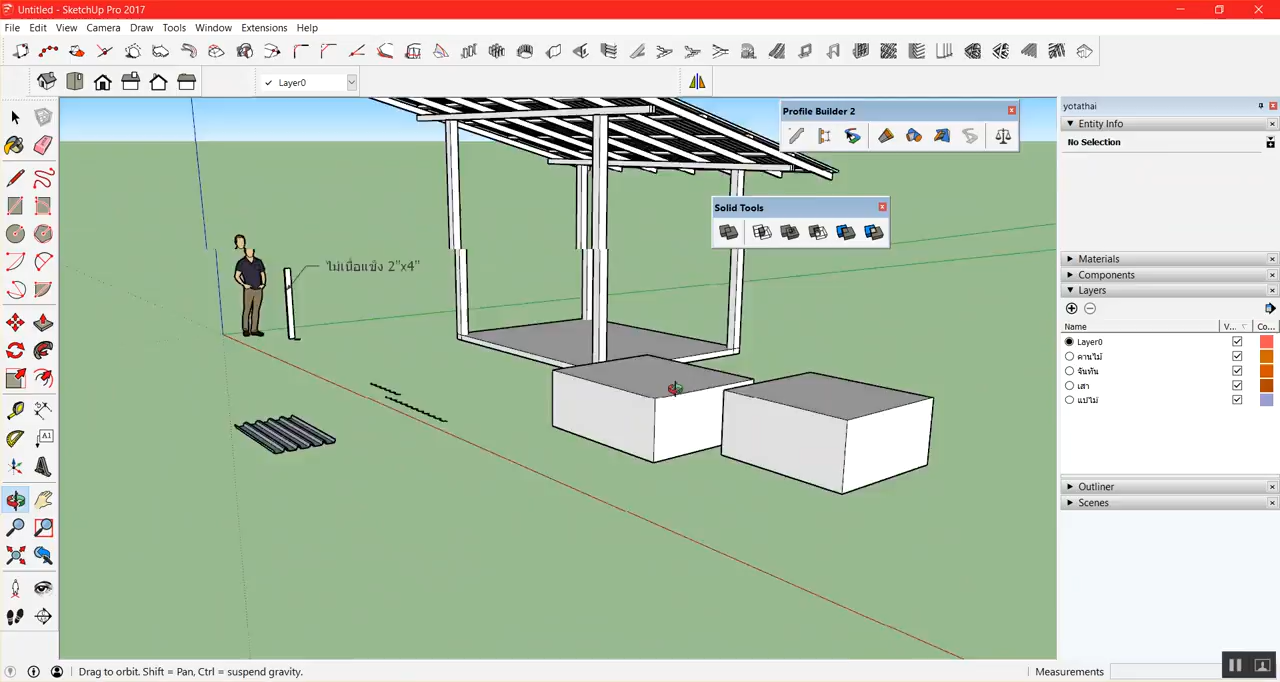 Untitled - SketchUp Pro 2017
File Edit View Camera Draw Tools Window Extensions Help
Layer0
Profile Builder 2
Solid Tools
ไม้เนื้อแข็ง 2"x4"
A1
yotathai
Entity Info
No Selection
Materials
Components
Layers
Name V... Co...
Layer0
คานไม้
จันทัน
เสา
แปไม้
Outliner
Scenes
Drag to orbit. Shift = Pan, Ctrl = suspend gravity.
Measurements